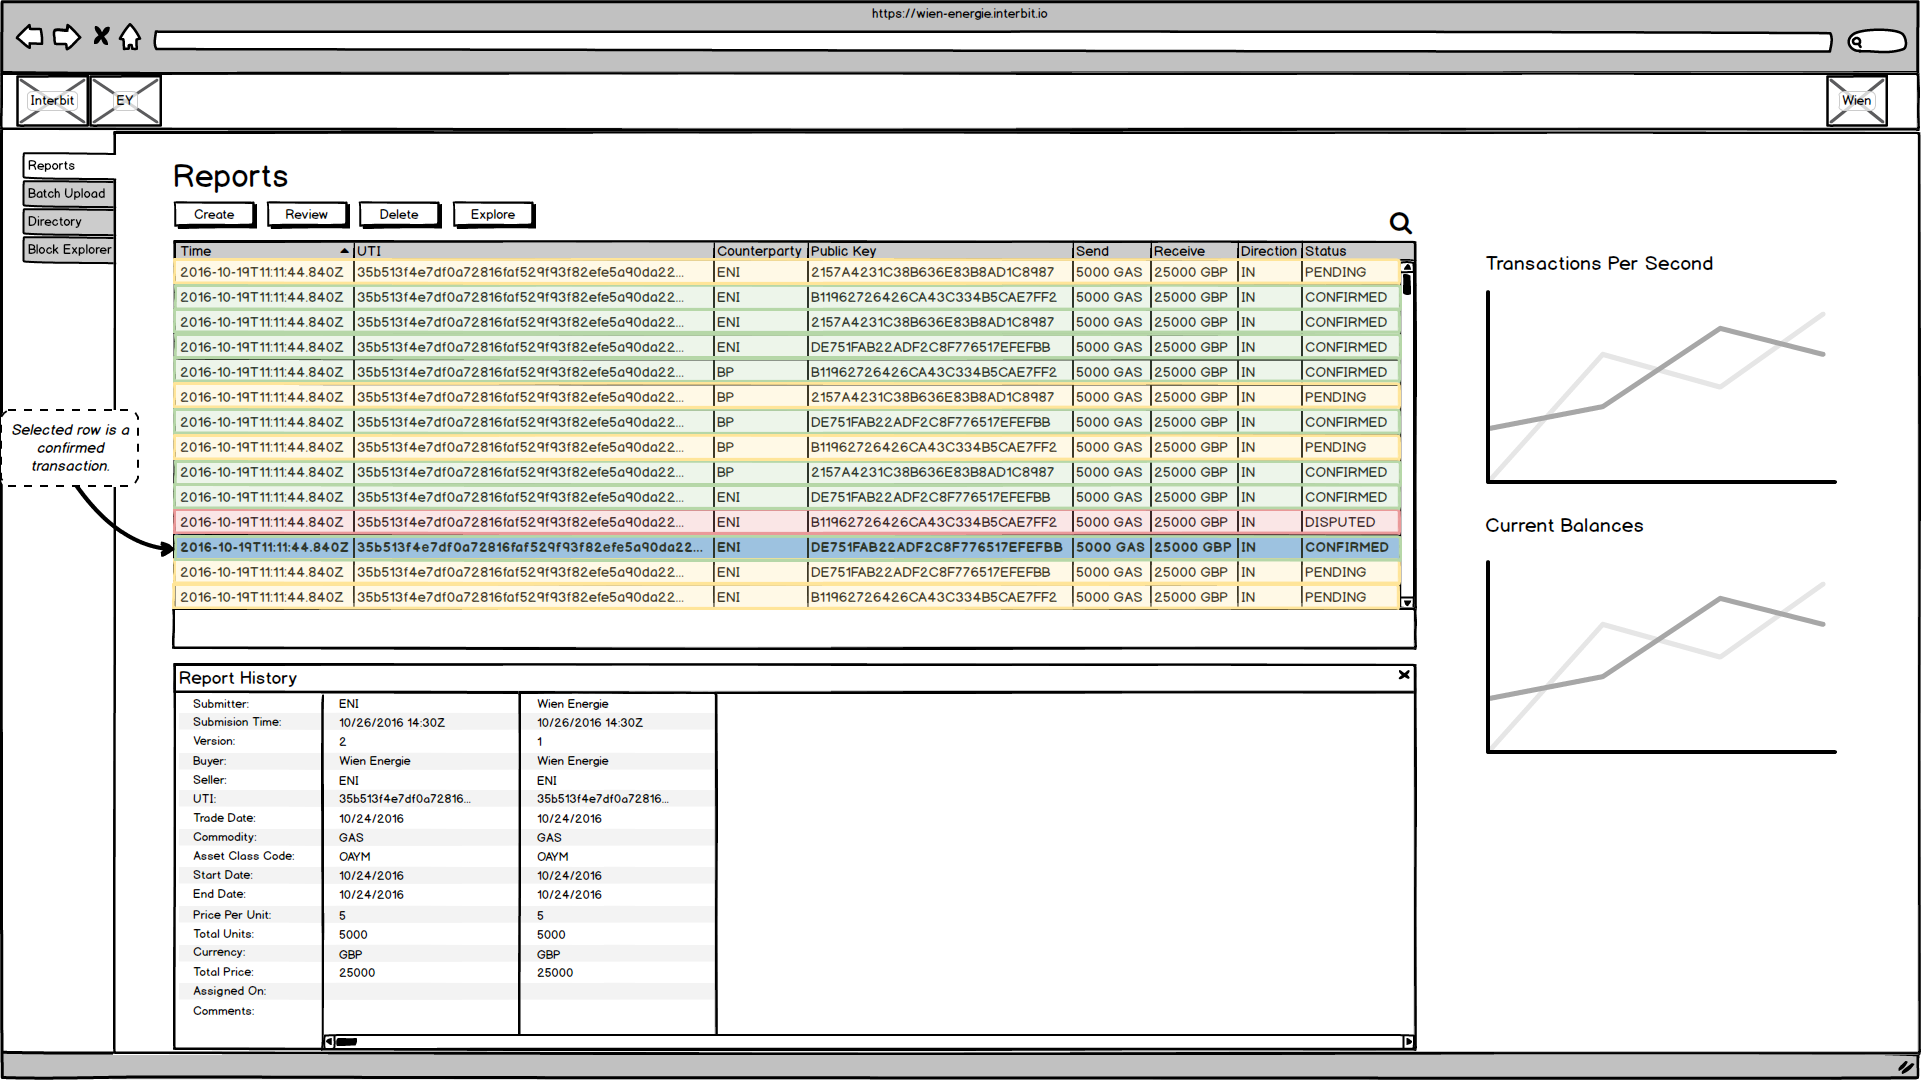 https://wien-energie.interbit.io
Interbit EY Wien
Reports
Batch Upload
Directory
Block Explorer
Reports
Create Review Delete Explore
Time UTI Counterparty Public Key Send Receive Direction Status
2016-10-19T11:11:44.840Z 35b513f4e7df0a72816faf529f93f82efe5a90da22... ENI 2157A4231C38B636E83B8AD1C8987 5000 GAS 25000 GBP IN PENDING
2016-10-19T11:11:44.840Z 35b513f4e7df0a72816faf529f93f82efe5a90da22... ENI B11962726426CA43C334B5CAE7FF2 5000 GAS 25000 GBP IN CONFIRMED
2016-10-19T11:11:44.840Z 35b513f4e7df0a72816faf529f93f82efe5a90da22... ENI 2157A4231C38B636E83B8AD1C8987 5000 GAS 25000 GBP IN CONFIRMED
2016-10-19T11:11:44.840Z 35b513f4e7df0a72816faf529f93f82efe5a90da22... ENI DE751FAB22ADF2C8F776517EFEFBB 5000 GAS 25000 GBP IN CONFIRMED
2016-10-19T11:11:44.840Z 35b513f4e7df0a72816faf529f93f82efe5a90da22... BP B11962726426CA43C334B5CAE7FF2 5000 GAS 25000 GBP IN CONFIRMED
2016-10-19T11:11:44.840Z 35b513f4e7df0a72816faf529f93f82efe5a90da22... BP 2157A4231C38B636E83B8AD1C8987 5000 GAS 25000 GBP IN PENDING
2016-10-19T11:11:44.840Z 35b513f4e7df0a72816faf529f93f82efe5a90da22... BP DE751FAB22ADF2C8F776517EFEFBB 5000 GAS 25000 GBP IN CONFIRMED
2016-10-19T11:11:44.840Z 35b513f4e7df0a72816faf529f93f82efe5a90da22... BP B11962726426CA43C334B5CAE7FF2 5000 GAS 25000 GBP IN PENDING
2016-10-19T11:11:44.840Z 35b513f4e7df0a72816faf529f93f82efe5a90da22... BP 2157A4231C38B636E83B8AD1C8987 5000 GAS 25000 GBP IN CONFIRMED
2016-10-19T11:11:44.840Z 35b513f4e7df0a72816faf529f93f82efe5a90da22... ENI DE751FAB22ADF2C8F776517EFEFBB 5000 GAS 25000 GBP IN CONFIRMED
2016-10-19T11:11:44.840Z 35b513f4e7df0a72816faf529f93f82efe5a90da22... ENI B11962726426CA43C334B5CAE7FF2 5000 GAS 25000 GBP IN DISPUTED
2016-10-19T11:11:44.840Z 35b513f4e7df0a72816faf529f93f82efe5a90da22... ENI DE751FAB22ADF2C8F776517EFEFBB 5000 GAS 25000 GBP IN CONFIRMED
2016-10-19T11:11:44.840Z 35b513f4e7df0a72816faf529f93f82efe5a90da22... ENI DE751FAB22ADF2C8F776517EFEFBB 5000 GAS 25000 GBP IN PENDING
2016-10-19T11:11:44.840Z 35b513f4e7df0a72816faf529f93f82efe5a90da22... ENI B11962726426CA43C334B5CAE7FF2 5000 GAS 25000 GBP IN PENDING
Selected row is a
confirmed
transaction.
Report History
Submitter: ENI Wien Energie
Submision Time: 10/26/2016 14:30Z 10/26/2016 14:30Z
Version: 2 1
Buyer: Wien Energie Wien Energie
Seller: ENI ENI
UTI: 35b513f4e7df0a72816... 35b513f4e7df0a72816...
Trade Date: 10/24/2016 10/24/2016
Commodity: GAS GAS
Asset Class Code: OAYM OAYM
Start Date: 10/24/2016 10/24/2016
End Date: 10/24/2016 10/24/2016
Price Per Unit: 5 5
Total Units: 5000 5000
Currency: GBP GBP
Total Price: 25000 25000
Assigned On:
Comments:
Transactions Per Second
Current Balances